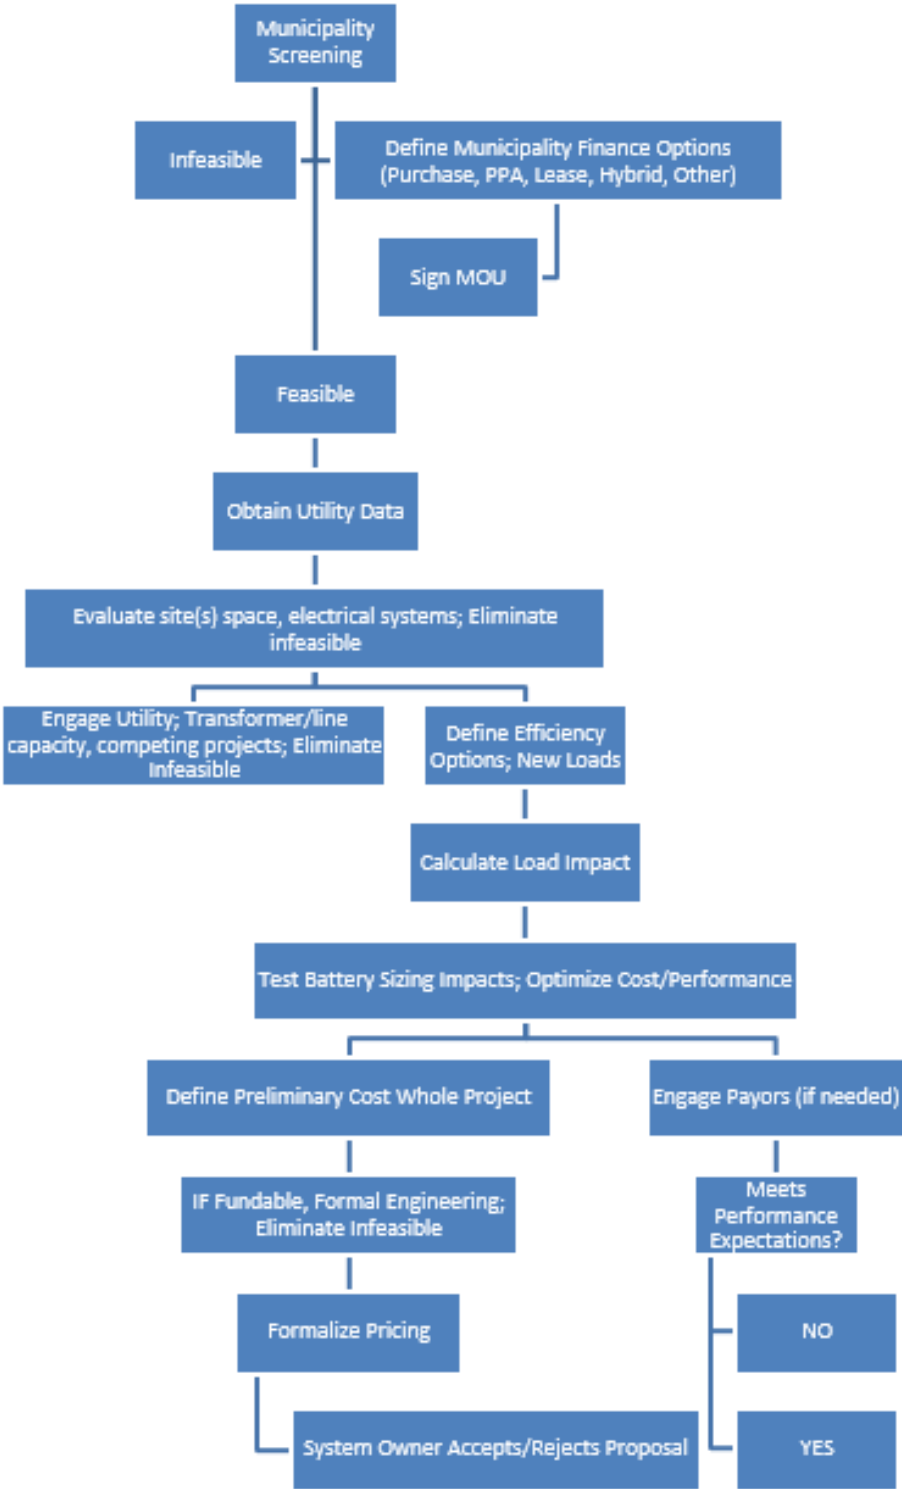 Municipality
Screening
Infeasible
Define Municipality Finance Options
(Purchase, PPA, Lease, Hybrid, Other)
Sign MOU
Feasible
Obtain Utility Data
Evaluate site(s) space, electrical systems; Eliminate
infeasible
Engage Utility; Transformer/line
capacity, competing projects; Eliminate
Infeasible
Define Efficiency
Options; New Loads
Calculate Load Impact
Test Battery Sizing Impacts; Optimize Cost/Performance
Define Preliminary Cost Whole Project
Engage Payors (if needed)
IF Fundable, Formal Engineering;
Eliminate Infeasible
Meets
Performance
Expectations?
Formalize Pricing
NO
System Owner Accepts/Rejects Proposal
YES